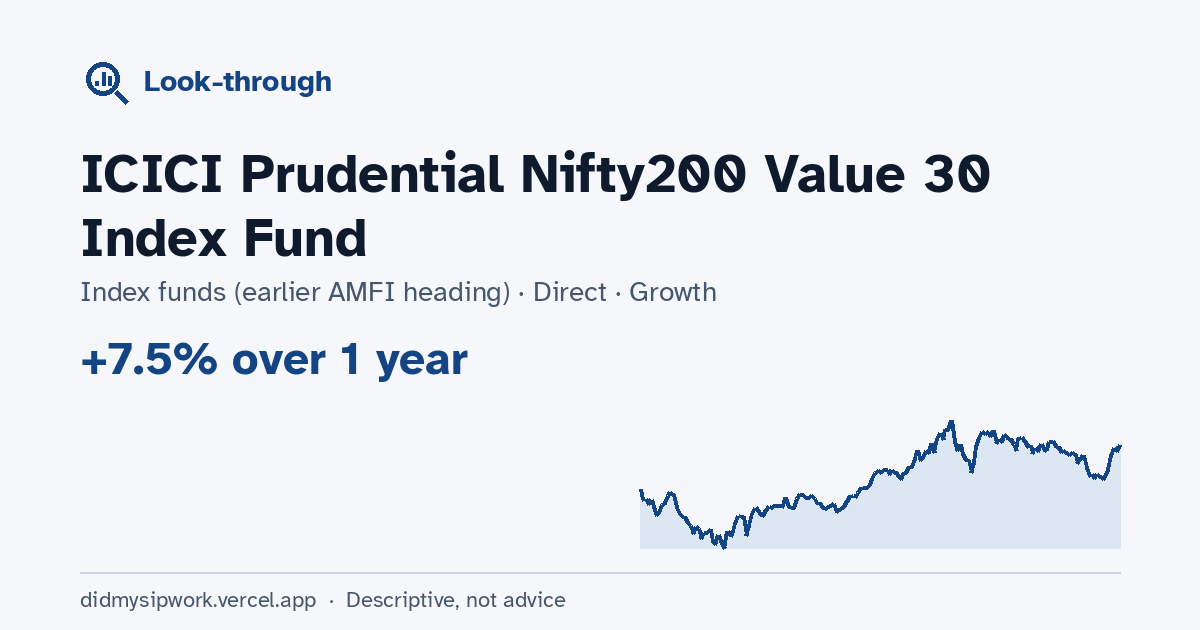 Look-through
ICICI Prudential Nifty200 Value 30
Index Fund
Index funds (earlier AMFI heading) · Direct · Growth
+7.5% over 1 year
didmysipwork.vercel.app · Descriptive, not advice